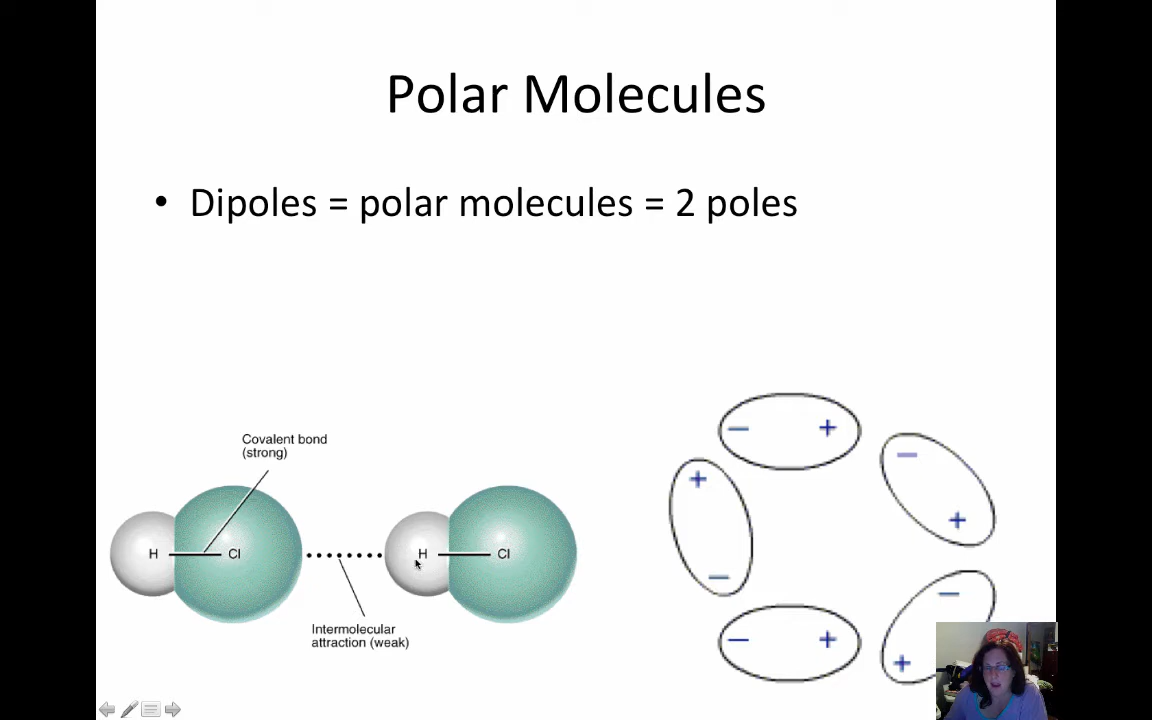 Polar Molecules
• Dipoles = polar molecules = 2 poles
Covalent bond
(strong)
H Cl H Cl
Intermolecular
attraction (weak)
− +
− +
+ −
− +
− +